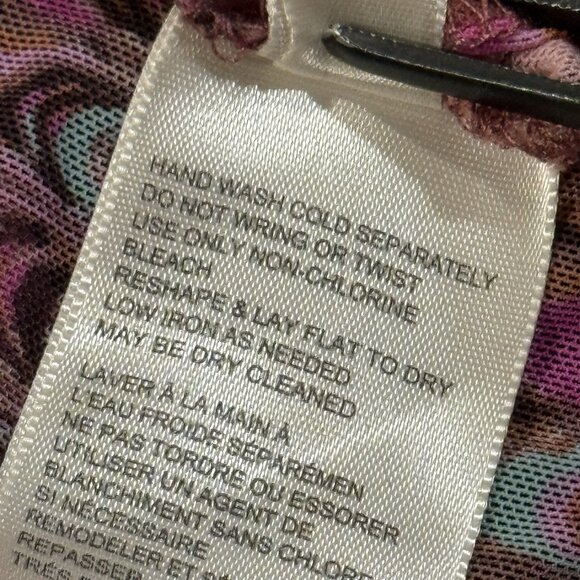 HAND WASH COLD SEPARATELY
DO NOT WRING OR TWIST
USE ONLY NON-CHLORINE
BLEACH
RESHAPE & LAY FLAT TO DRY
LOW IRON AS NEEDED
MAY BE DRY CLEANED
LAVER À LA MAIN À
L'EAU FROIDE SÉPARÉMEN
NE PAS TORDRE OU ESSORER
UTILISER UN AGENT DE
BLANCHIMENT SANS CHLORE
SI NÉCESSAIRE
REMODELER ET
REPASSER
TRÉS